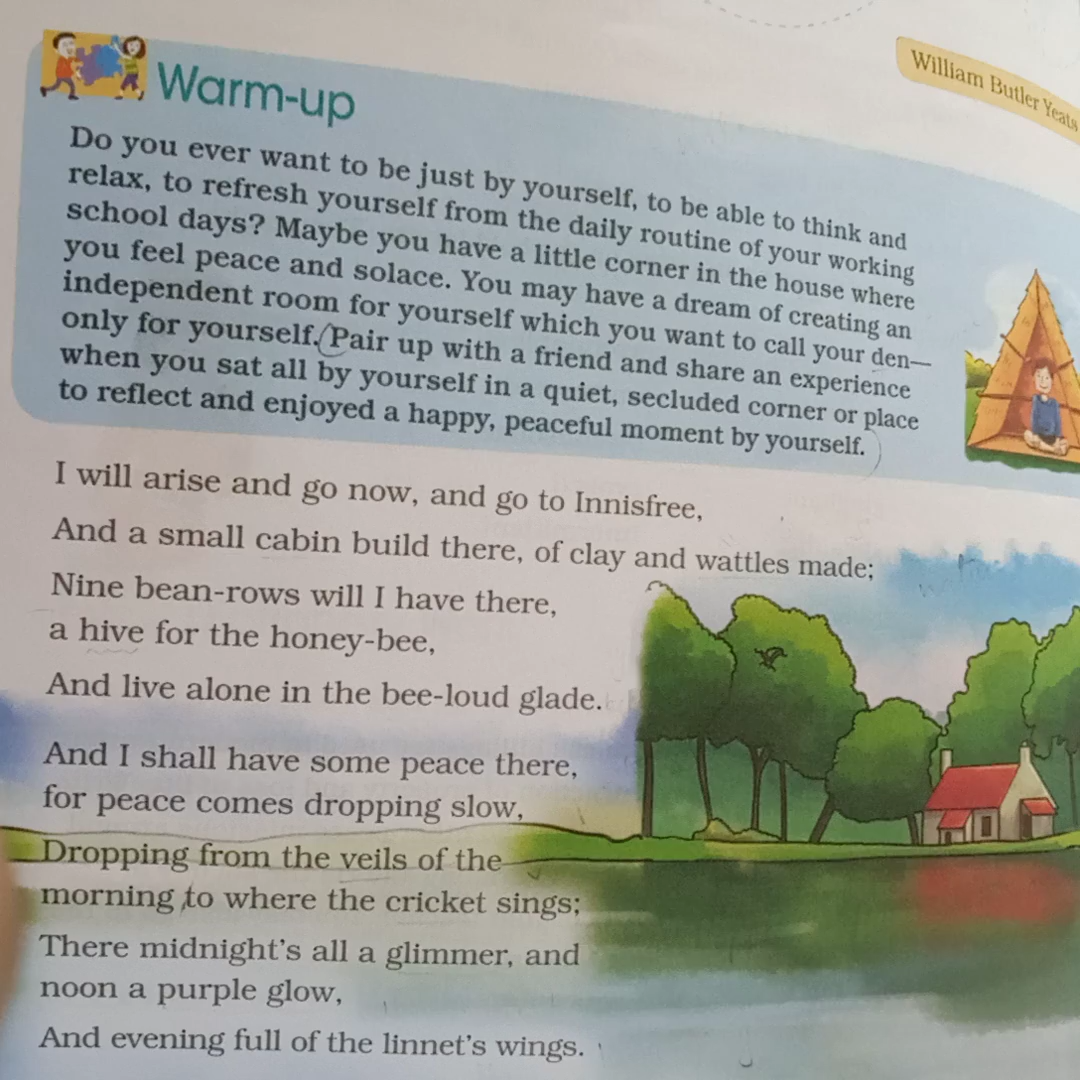 William Butler Yeats
Warm-up
Do you ever want to be just by yourself, to be able to think and
relax, to refresh yourself from the daily routine of your working
school days? Maybe you have a little corner in the house where
you feel peace and solace. You may have a dream of creating an
independent room for yourself which you want to call your den—
only for yourself. Pair up with a friend and share an experience
when you sat all by yourself in a quiet, secluded corner or place
to reflect and enjoyed a happy, peaceful moment by yourself.
I will arise and go now, and go to Innisfree,
And a small cabin build there, of clay and wattles made;
Nine bean-rows will I have there,
a hive for the honey-bee,
And live alone in the bee-loud glade.
And I shall have some peace there,
for peace comes dropping slow,
Dropping from the veils of the
morning to where the cricket sings;
There midnight's all a glimmer, and
noon a purple glow,
And evening full of the linnet's wings.